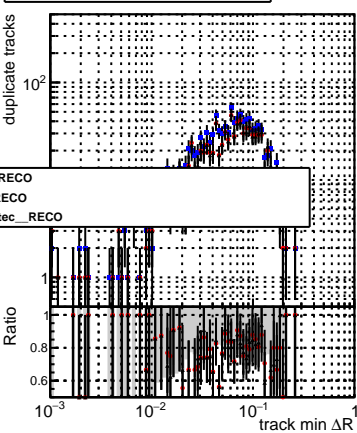 duplicate tracks
10²
RECO
RECO
tec__RECO
1
Ratio
1
0.8
0.6
10⁻³ 10⁻² 10⁻¹ 1
track min ΔR